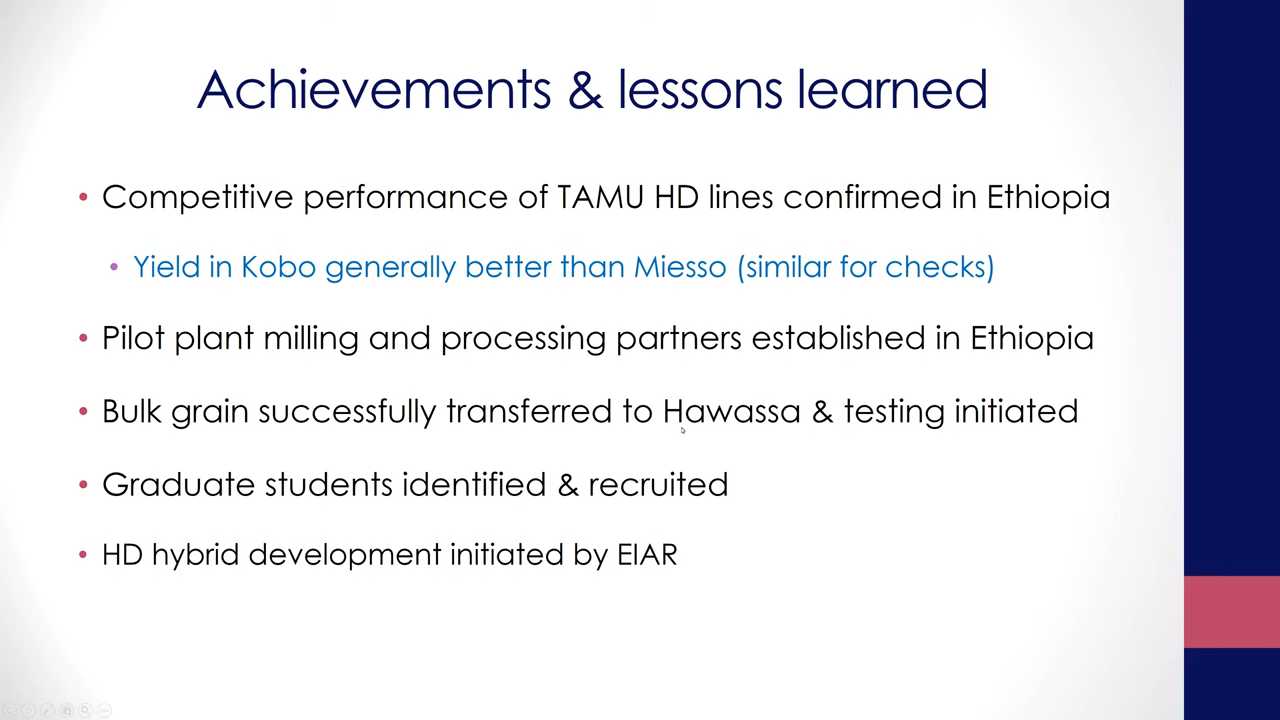 Achievements & lessons learned
• Competitive performance of TAMU HD lines confirmed in Ethiopia
• Yield in Kobo generally better than Miesso (similar for checks)
• Pilot plant milling and processing partners established in Ethiopia
• Bulk grain successfully transferred to Hawassa & testing initiated
• Graduate students identified & recruited
• HD hybrid development initiated by EIAR